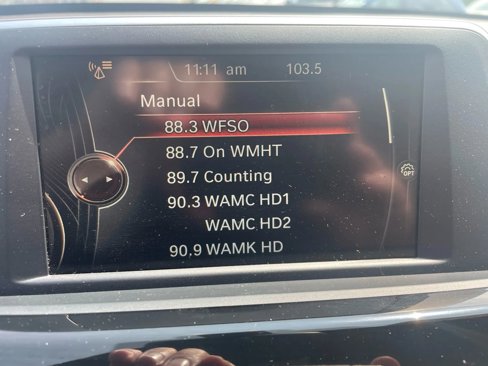 11:11 am 103.5
Manual
88.3 WFSO
88.7 On WMHT
89.7 Counting
90.3 WAMC HD1
WAMC HD2
90.9 WAMK HD
OPT